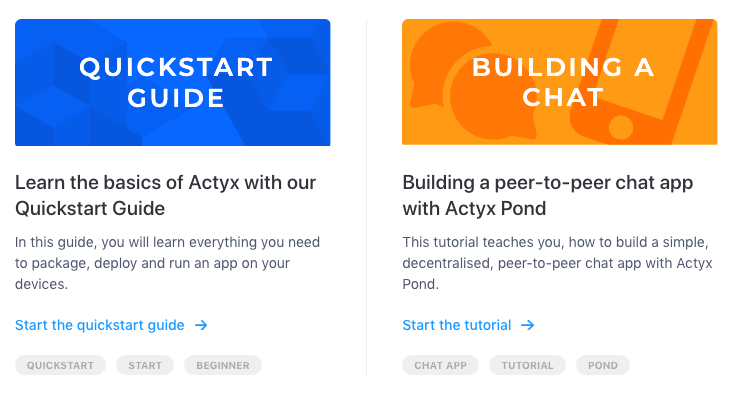 QUICKSTART
GUIDE
Learn the basics of Actyx with our
Quickstart Guide
In this guide, you will learn everything you need
to package, deploy and run an app on your
devices.
Start the quickstart guide →
QUICKSTART
START
BEGINNER
BUILDING A
CHAT
Building a peer-to-peer chat app
with Actyx Pond
This tutorial teaches you, how to build a simple,
decentralised, peer-to-peer chat app with Actyx
Pond.
Start the tutorial →
CHAT APP
TUTORIAL
POND